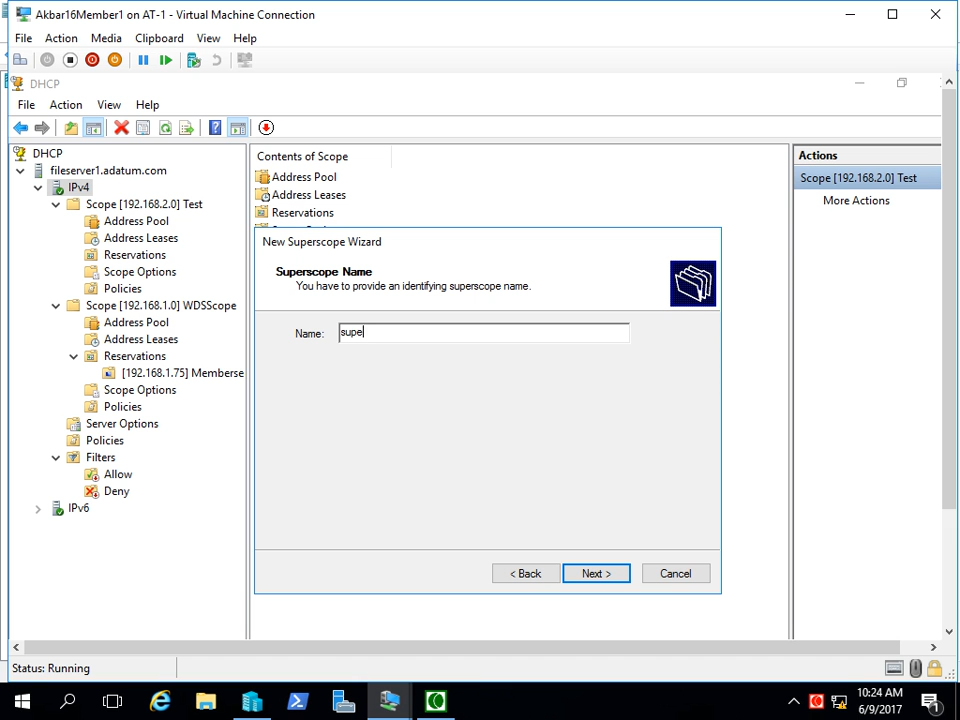 Akbar16Member1 on AT-1 - Virtual Machine Connection
File Action Media Clipboard View Help
DHCP
File Action View Help
DHCP
fileserver1.adatum.com
IPv4
Scope [192.168.2.0] Test
Address Pool
Address Leases
Reservations
Scope Options
Policies
Scope [192.168.1.0] WDSScope
Address Pool
Address Leases
Reservations
[192.168.1.75] Memberse
Scope Options
Policies
Server Options
Policies
Filters
Allow
Deny
IPv6
Contents of Scope
Address Pool
Address Leases
Reservations
New Superscope Wizard
Superscope Name
You have to provide an identifying superscope name.
Name: supe
< Back Next > Cancel
Actions
Scope [192.168.2.0] Test
More Actions
Status: Running
10:24 AM
6/9/2017
1